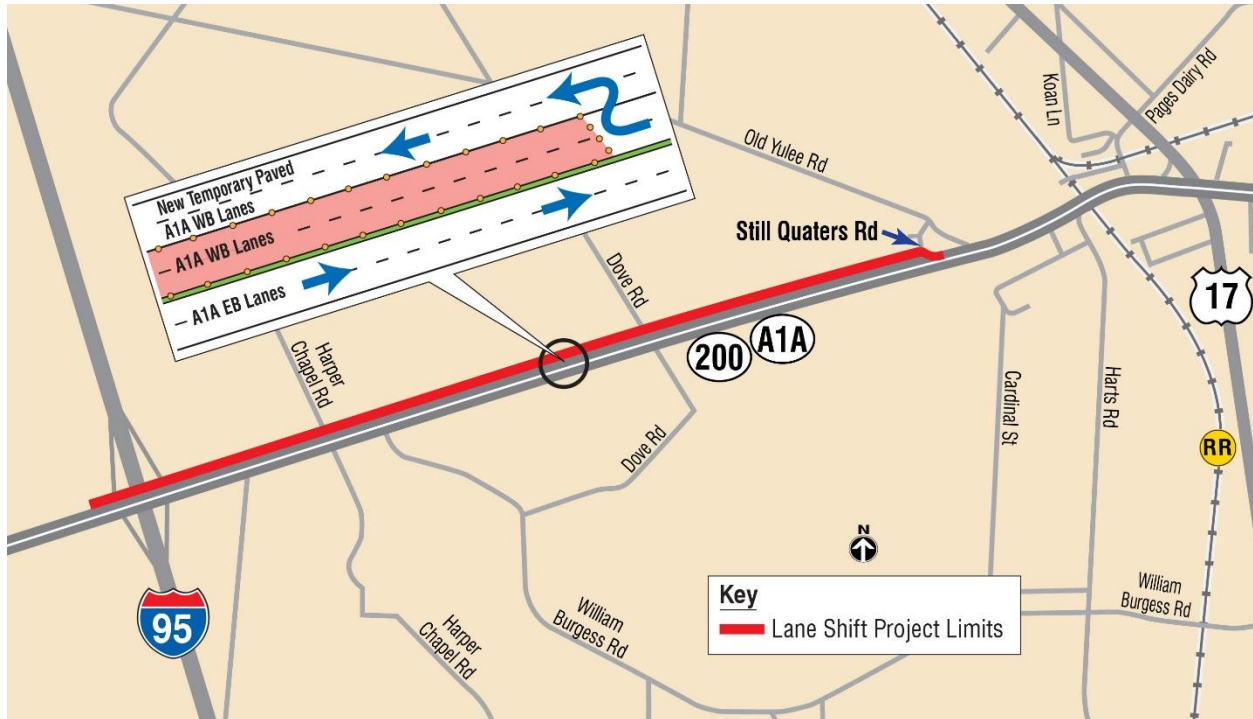 Koan Ln
Pages Dairy Rd
Old Yulee Rd
New Temporary Paved
A1A WB Lanes
A1A WB Lanes
A1A EB Lanes
Still Quaters Rd
Dove Rd
17
A1A
200
Harper
Chapel Rd
Dove Rd
Cardinal St
Harts Rd
RR
N
95
Harper
Chapel Rd
William
Burgess Rd
Key
Lane Shift Project Limits
William
Burgess Rd